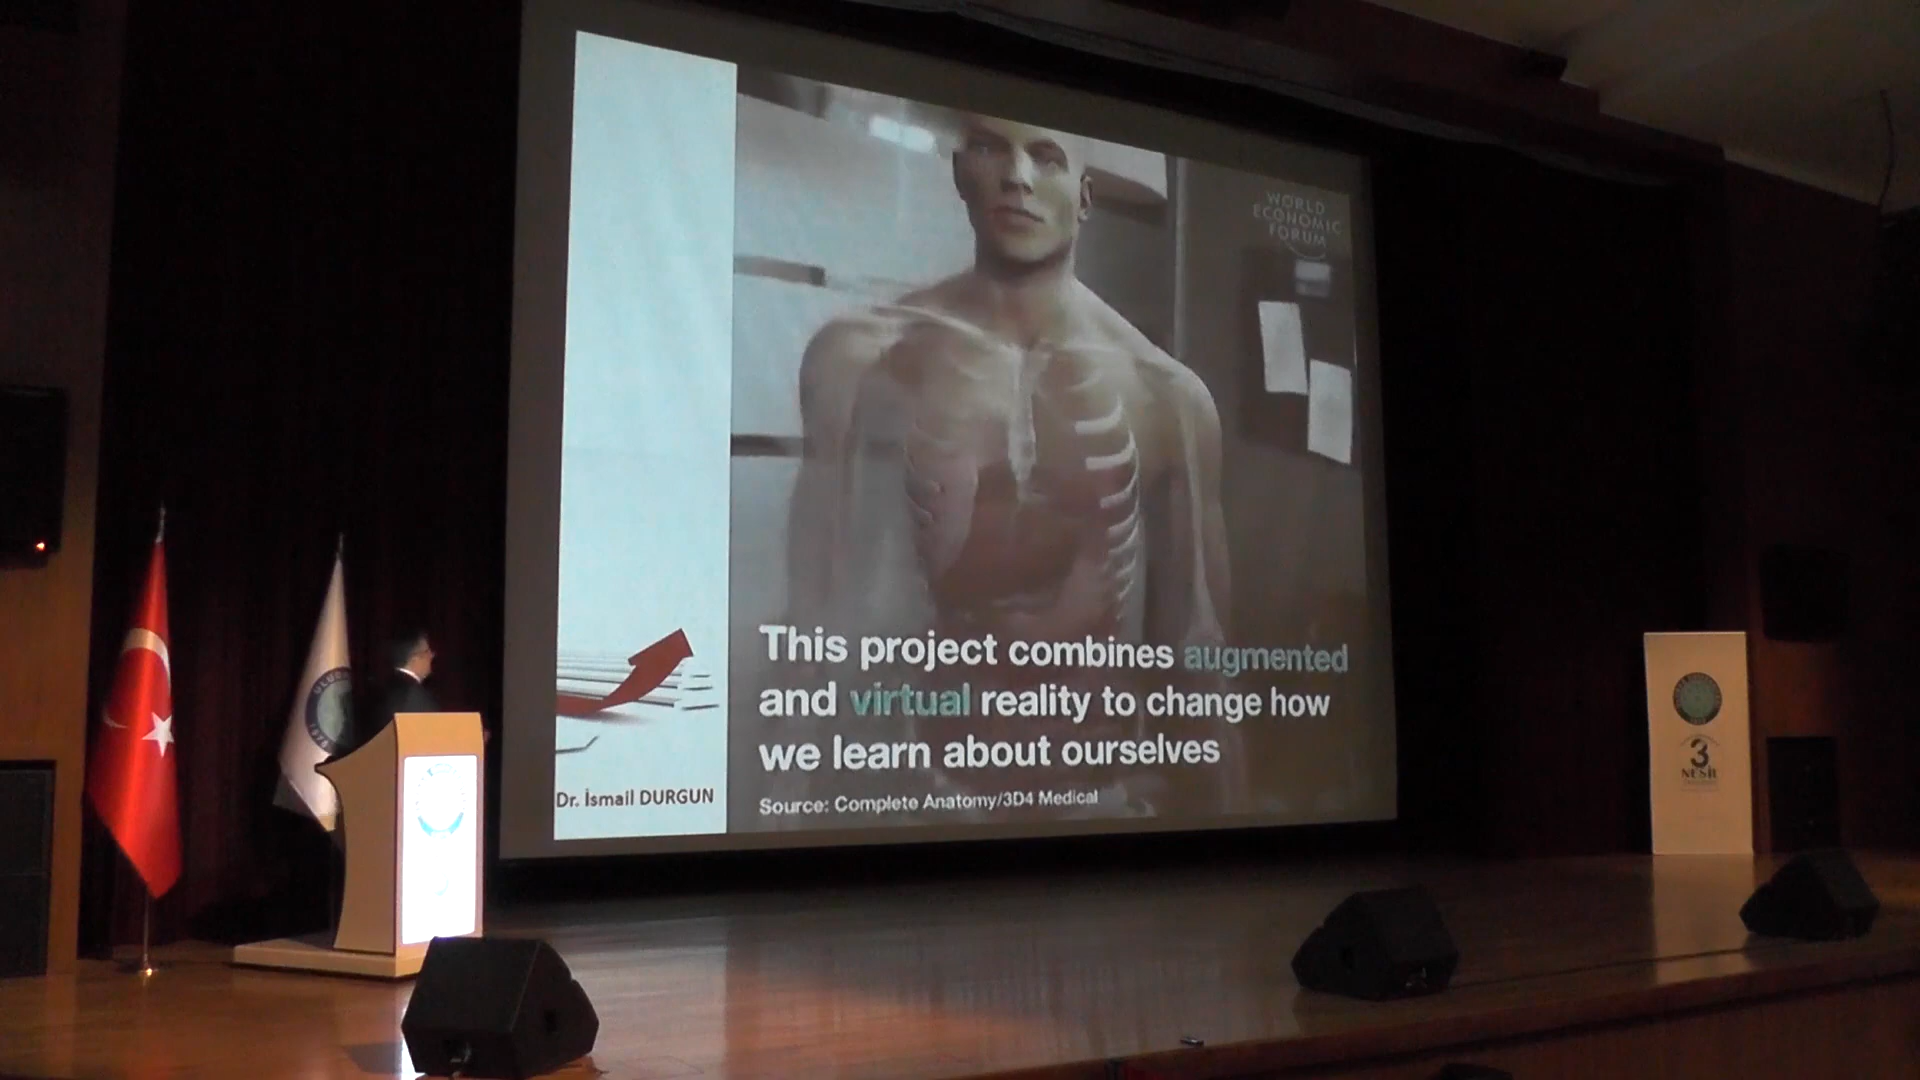 WORLD
ECONOMIC
FORUM
This project combines augmented
and virtual reality to change how
we learn about ourselves
Source: Complete Anatomy/3D4 Medical
Dr. İsmail DURGUN
3
NESİL